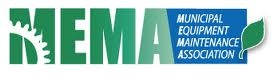 MEMA
MUNICIPAL
EQUIPMENT
MAINTENANCE
ASSOCIATION